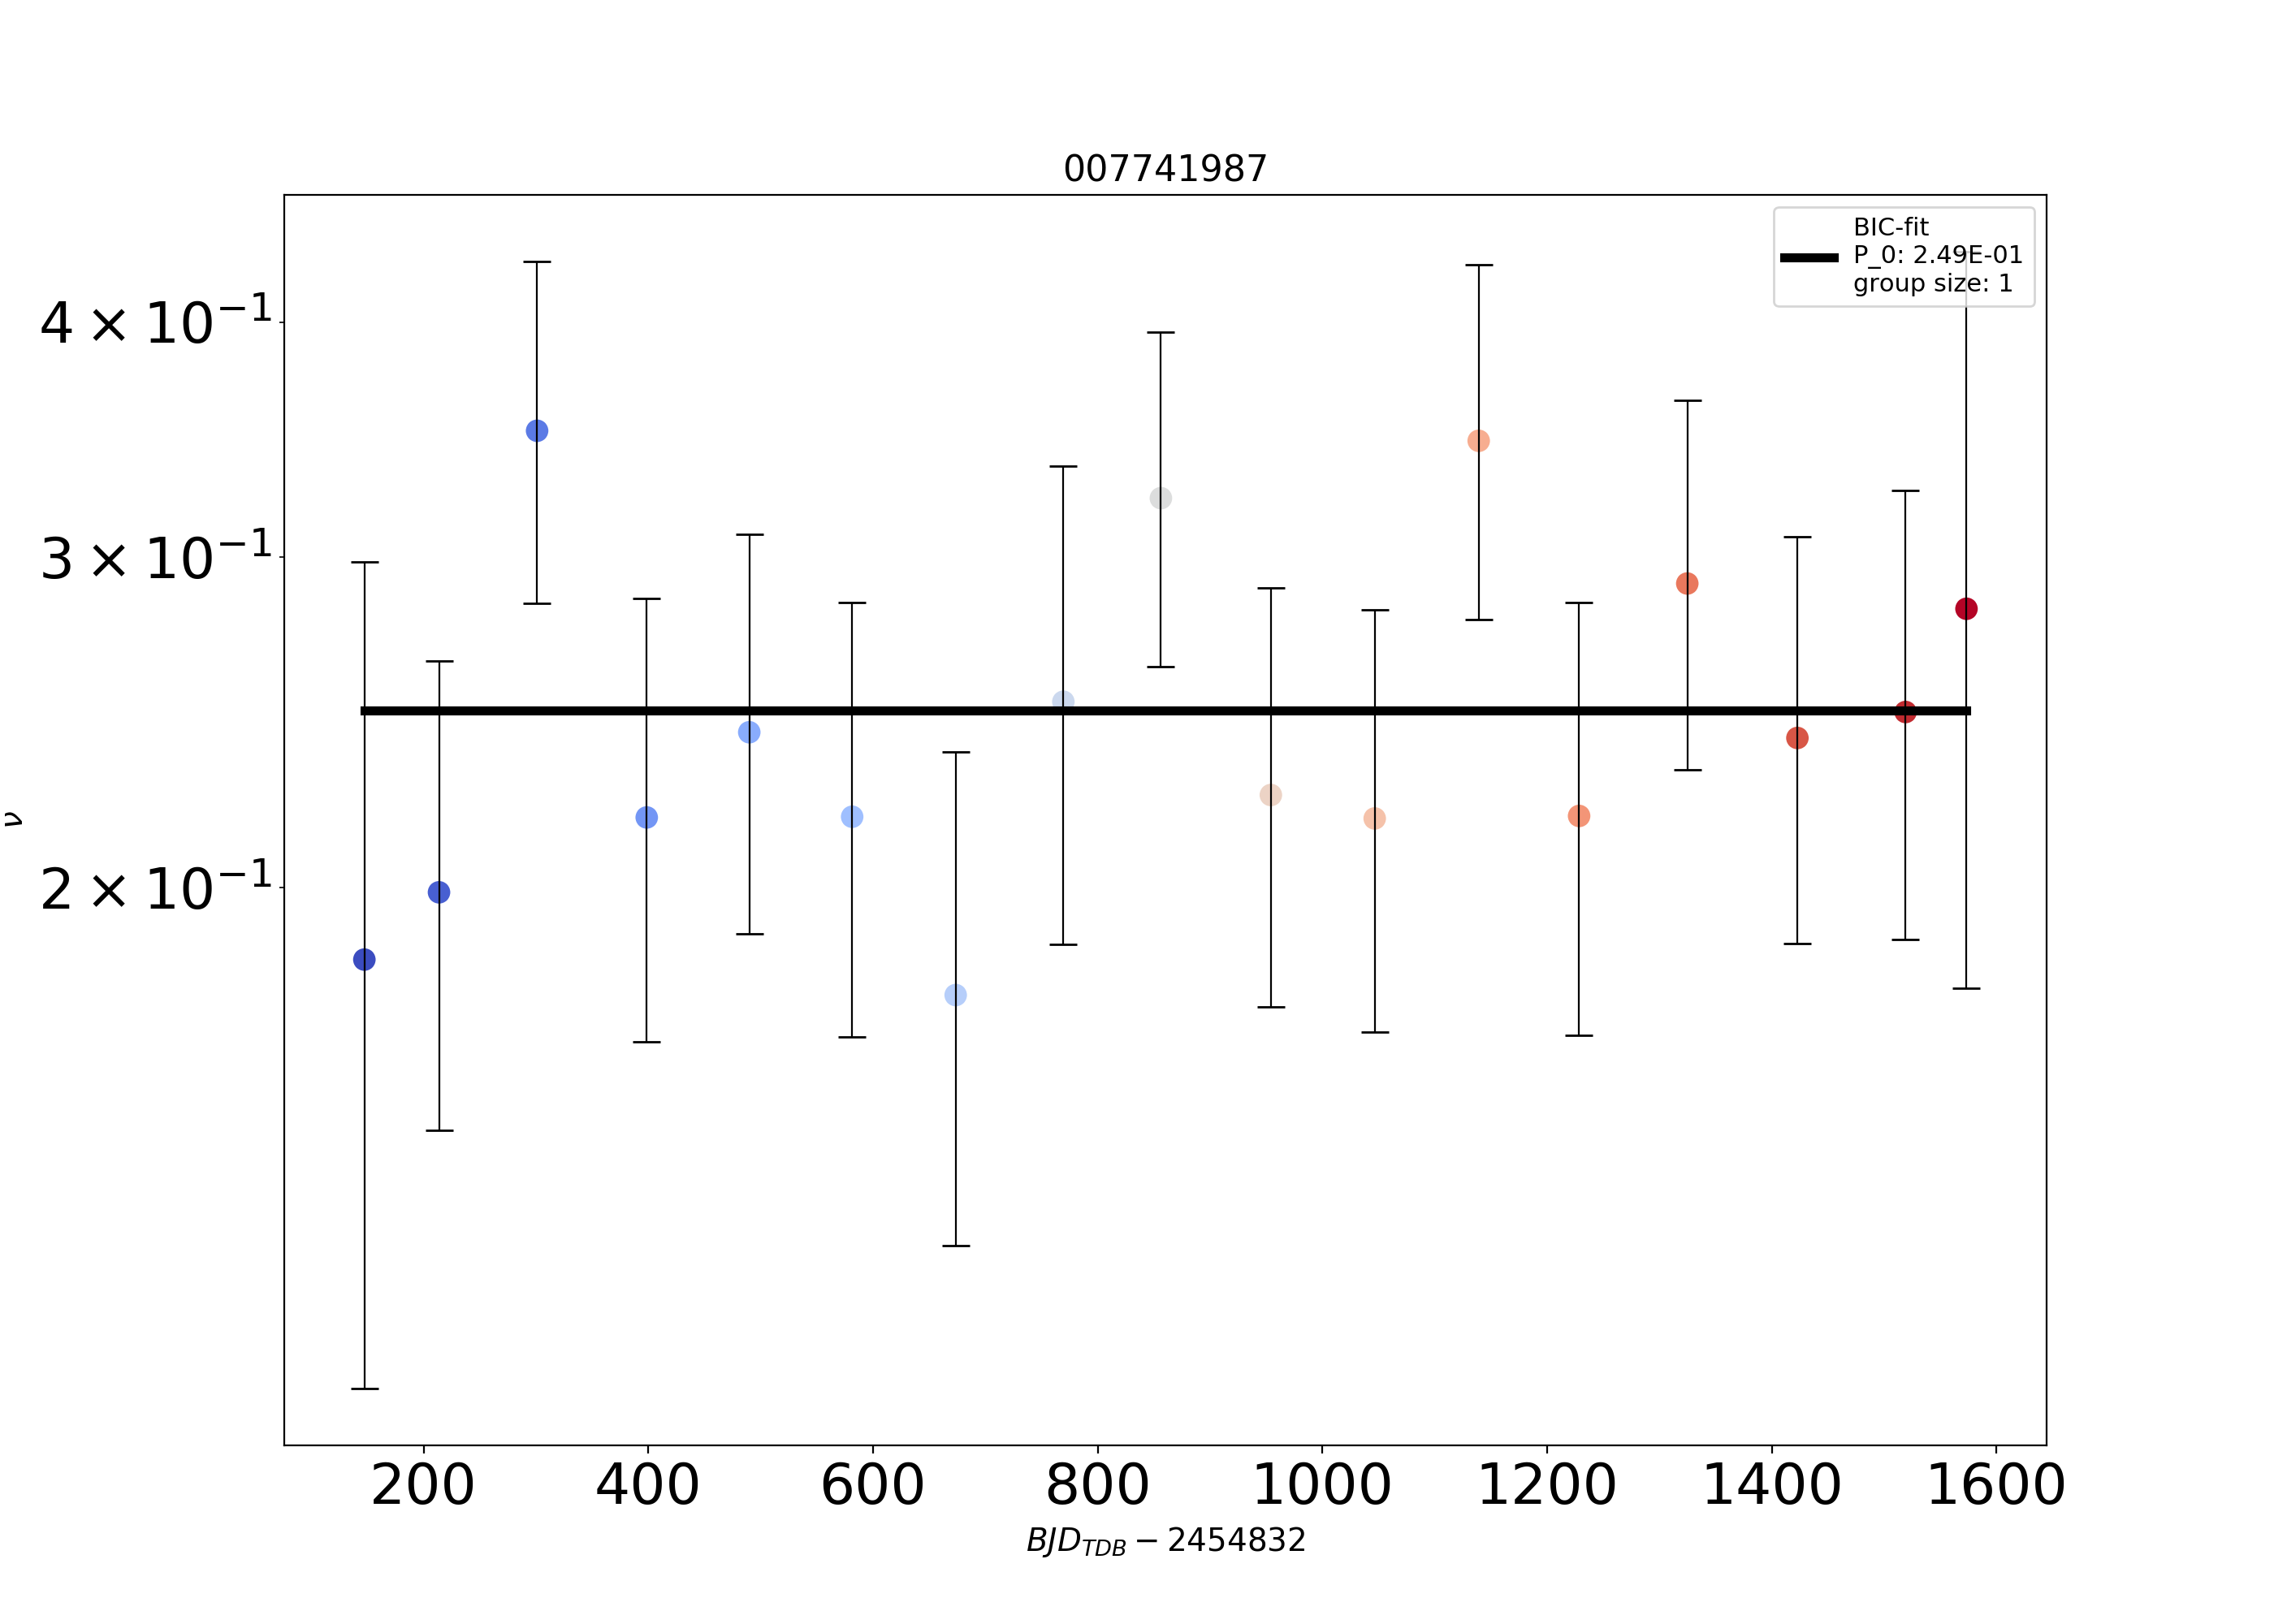 007741987
BIC-fit
P_0: 2.49E-01
group size: 1
4 × 10⁻¹
3 × 10⁻¹
2 × 10⁻¹
ν
200 400 600 800 1000 1200 1400 1600
BJD_TDB − 2454832